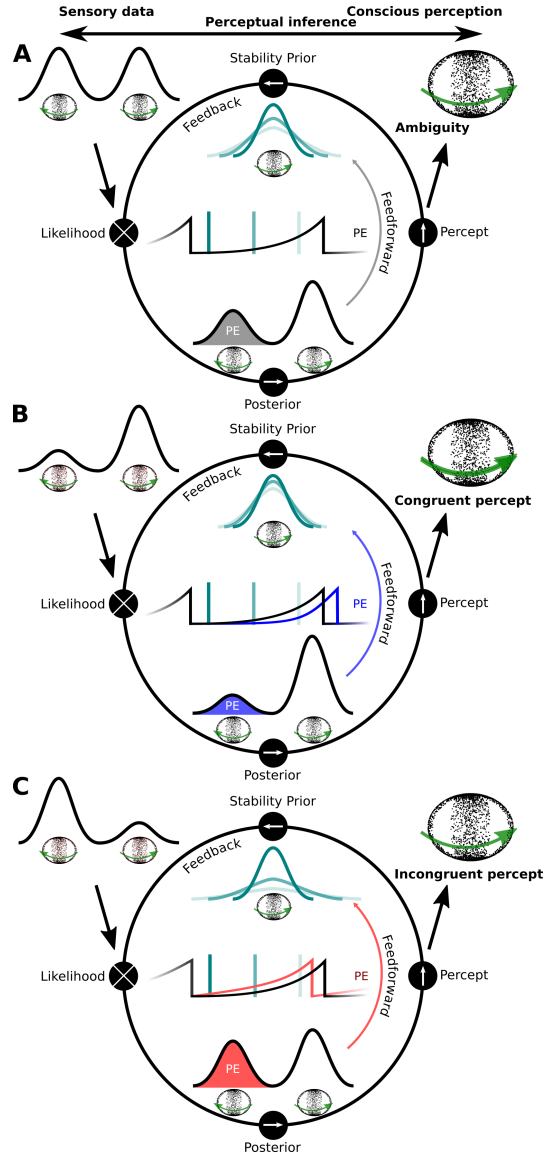 Sensory data
Conscious perception
Perceptual inference
A
Stability Prior
Feedback
Ambiguity
Feedforward
Likelihood
PE
Percept
PE
Posterior
B
Stability Prior
Feedback
Congruent percept
Feedforward
Likelihood
PE
Percept
PE
Posterior
C
Stability Prior
Feedback
Incongruent percept
Feedforward
Likelihood
PE
Percept
PE
Posterior